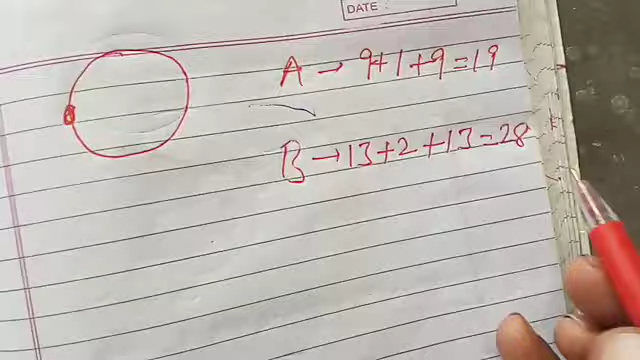 DATE:
A → 9+1+9=19
B → 13+2+13=28